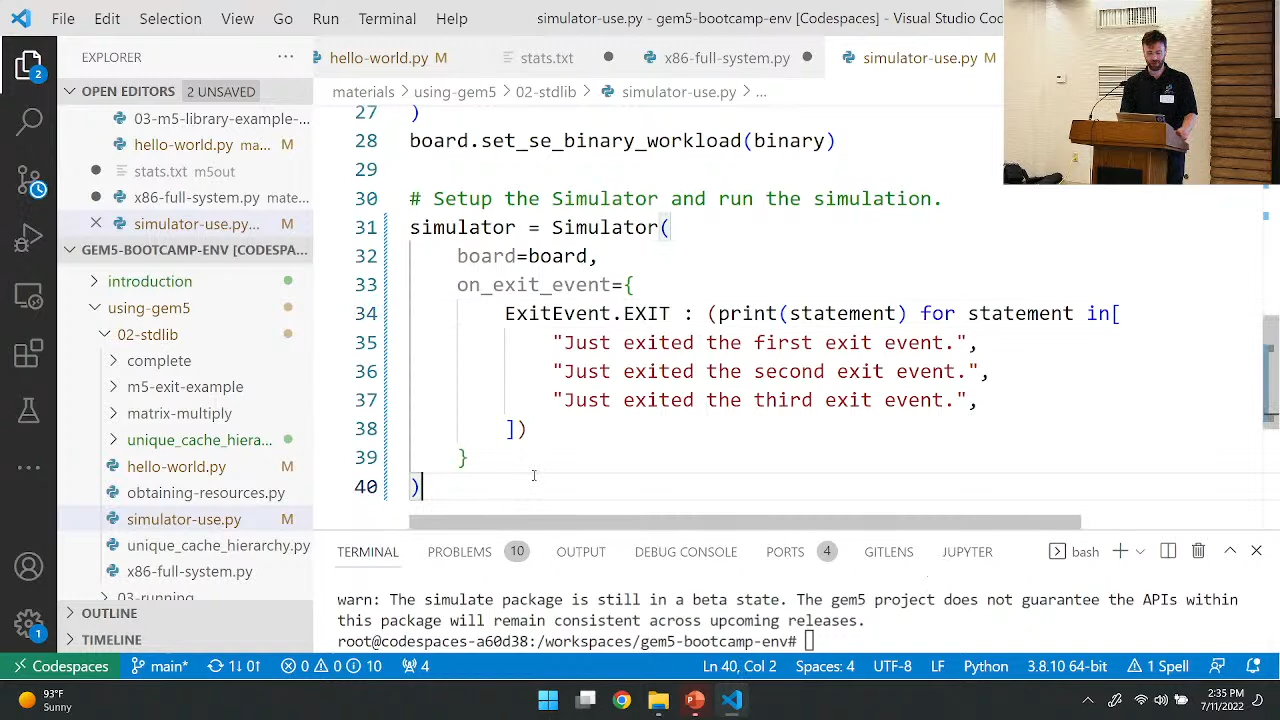 File Edit Selection View Go Run Terminal Help simulator-use.py - gem5-bootcamp-env [Codespaces] - Visual Studio Co
EXPLORER ···
hello-world.py M stats.txt x86-full-system.py simulator-use.py M
OPEN EDITORS 2 UNSAVED
materials > using-gem5 > 02-stdlib > simulator-use.py > ...
03-m5-library-example-...
hello-world.py ma... M
stats.txt m5out
x86-full-system.py mate...
simulator-use.py... M
GEM5-BOOTCAMP-ENV [CODESPA...
introduction
using-gem5
02-stdlib
complete
m5-exit-example
matrix-multiply
unique_cache_hiera...
hello-world.py M
obtaining-resources.py
simulator-use.py M
unique_cache_hierarchy.py
x86-full-system.py
03-running
OUTLINE
TIMELINE
27 )
28 board.set_se_binary_workload(binary)
29
30 # Setup the Simulator and run the simulation.
31 simulator = Simulator(
32 board=board,
33 on_exit_event={
34 ExitEvent.EXIT : (print(statement) for statement in[
35 "Just exited the first exit event.",
36 "Just exited the second exit event.",
37 "Just exited the third exit event.",
38 ])
39 }
40 )
TERMINAL PROBLEMS 10 OUTPUT DEBUG CONSOLE PORTS 4 GITLENS JUPYTER bash
warn: The simulate package is still in a beta state. The gem5 project does not guarantee the APIs within
this package will remain consistent across upcoming releases.
root@codespaces-a60d38:/workspaces/gem5-bootcamp-env#
2
1
Codespaces main* 1↓ 0↑ 0 0 10 4 Ln 40, Col 2 Spaces: 4 UTF-8 LF Python 3.8.10 64-bit 1 Spell
93°F
Sunny
2:35 PM
7/11/2022